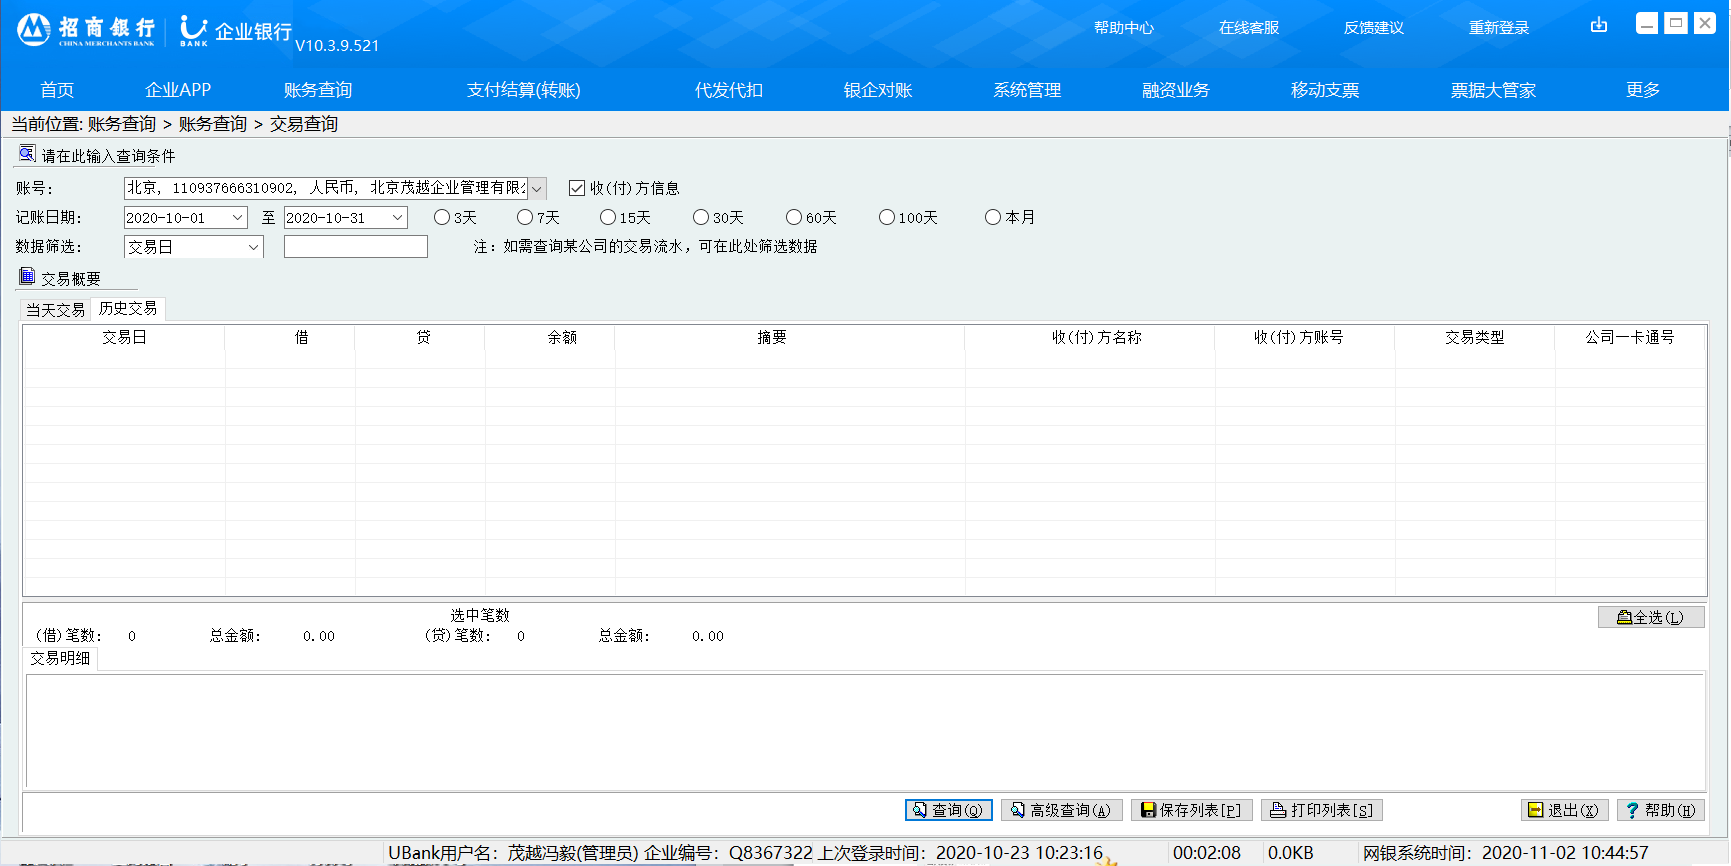 招商银行 企业银行 V10.3.9.521 帮助中心 在线客服 反馈建议 重新登录
CHINA MERCHANTS BANK BANK
首页 企业APP 账务查询 支付结算(转账) 代发代扣 银企对账 系统管理 融资业务 移动支票 票据大管家 更多
当前位置: 账务查询 > 账务查询 > 交易查询
请在此输入查询条件
账号: 北京, 110937666310902, 人民币, 北京茂越企业管理有限 收(付)方信息
记账日期: 2020-10-01 至 2020-10-31 3天 7天 15天 30天 60天 100天 本月
数据筛选: 交易日 注:如需查询某公司的交易流水,可在此处筛选数据
交易概要
当天交易 历史交易
交易日 借 贷 余额 摘要 收(付)方名称 收(付)方账号 交易类型 公司一卡通号
选中笔数 全选(L)
(借)笔数: 0 总金额: 0.00 (贷)笔数: 0 总金额: 0.00
交易明细
查询(Q) 高级查询(A) 保存列表[P] 打印列表[S] 退出(X) 帮助(H)
UBank用户名: 茂越冯毅(管理员) 企业编号: Q8367322 上次登录时间: 2020-10-23 10:23:16 00:02:08 0.0KB 网银系统时间: 2020-11-02 10:44:57